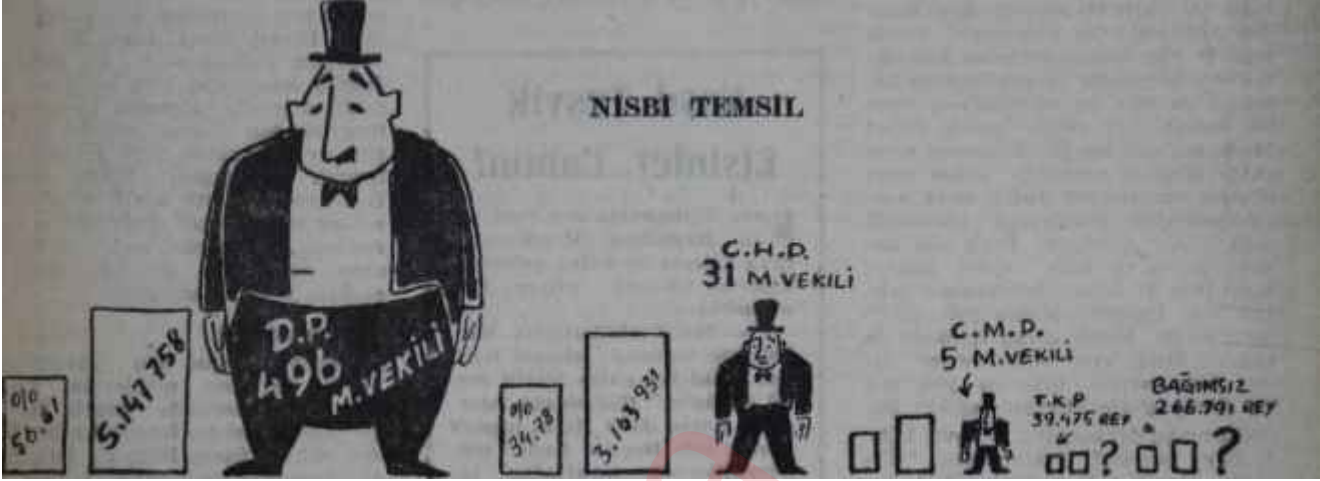 NİSBİ TEMSİL
%
56.61
5.147 758
D.P.
496
M.VEKİLİ
%
34.78
3.163.931
C.H.P.
31 M.VEKİLİ
C.M.P.
5 M.VEKİLİ
T.K.P
39.475 REY
?
BAĞIMSIZ
266.791 REY
?